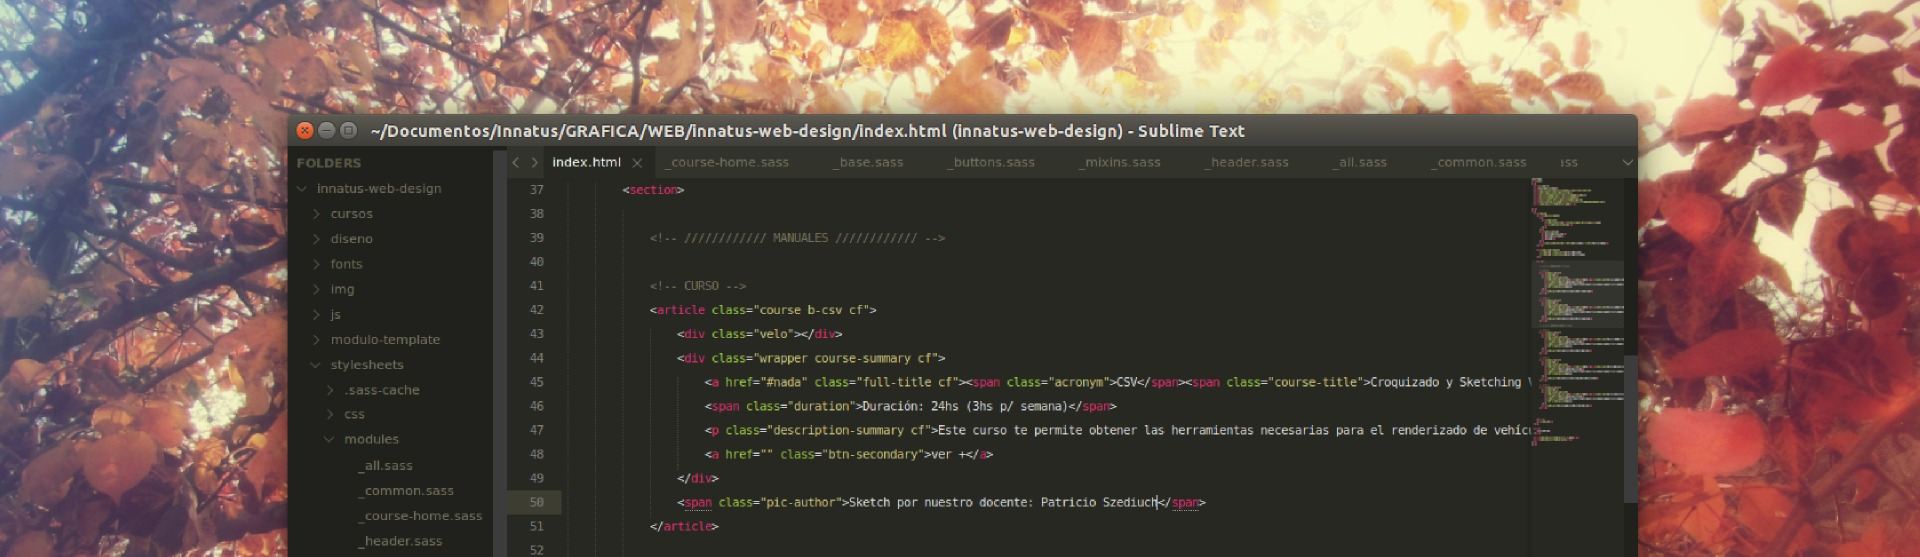 ~/Documentos/Innatus/GRAFICA/WEB/innatus-web-design/index.html (innatus-web-design) - Sublime Text
FOLDERS
innatus-web-design
cursos
diseno
fonts
img
js
modulo-template
stylesheets
.sass-cache
css
modules
_all.sass
_common.sass
_course-home.sass
_header.sass
index.html
_course-home.sass
_base.sass
_buttons.sass
_mixins.sass
_header.sass
_all.sass
_common.sass
37 <section>
38
39 <!-- //////////// MANUALES //////////// -->
40
41 <!-- CURSO -->
42 <article class="course b-csv cf">
43 <div class="velo"></div>
44 <div class="wrapper course-summary cf">
45 <a href="#nada" class="full-title cf"><span class="acronym">CSV</span><span class="course-title">Croquizado y Sketching
46 <span class="duration">Duración: 24hs (3hs p/ semana)</span>
47 <p class="description-summary cf">Este curso te permite obtener las herramientas necesarias para el renderizado de
48 <a href="" class="btn-secondary">ver +</a>
49 </div>
50 <span class="pic-author">Sketch por nuestro docente: Patricio Szediuch</span>
51 </article>
52